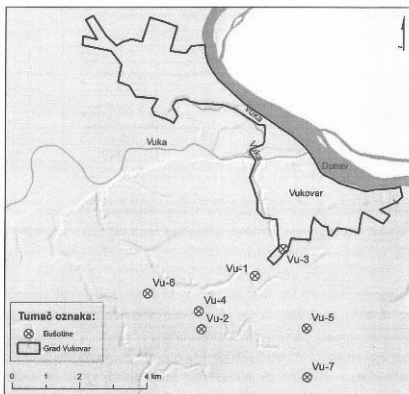 Vuka
Vuka
Vuka
Dunav
Vukovar
Vu-3
Vu-1
Vu-6
Vu-4
Vu-2
Vu-5
Vu-7
Tumač oznaka:
Bušotine
Grad Vukovar
0 1 2 4 km